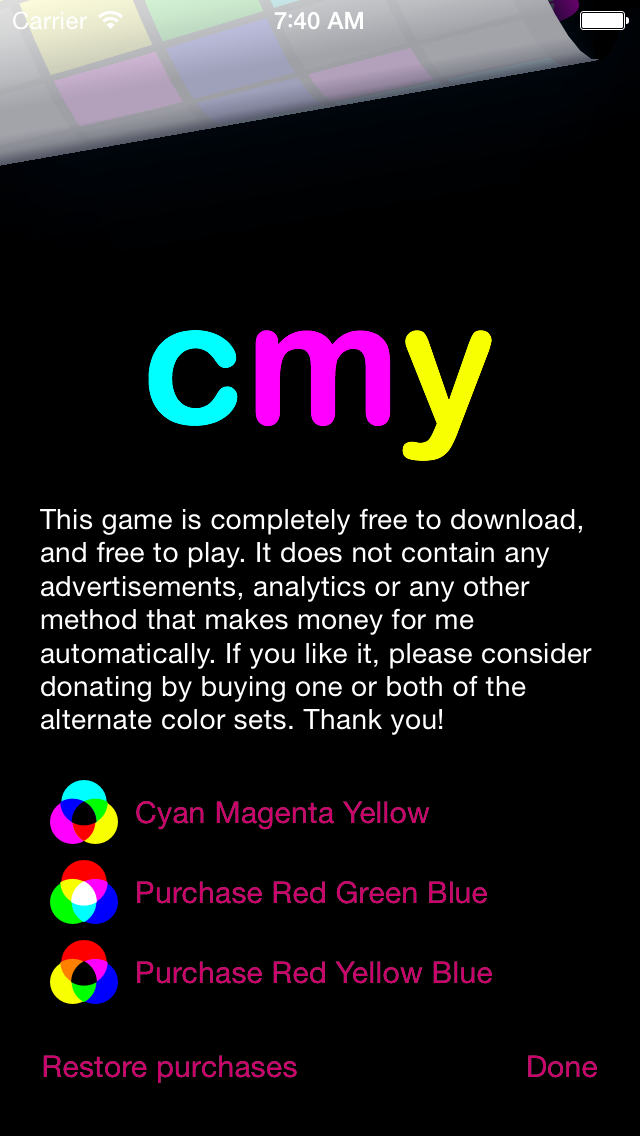 Carrier 7:40 AM
cmy
This game is completely free to download,
and free to play. It does not contain any
advertisements, analytics or any other
method that makes money for me
automatically. If you like it, please consider
donating by buying one or both of the
alternate color sets. Thank you!
Cyan Magenta Yellow
Purchase Red Green Blue
Purchase Red Yellow Blue
Restore purchases Done